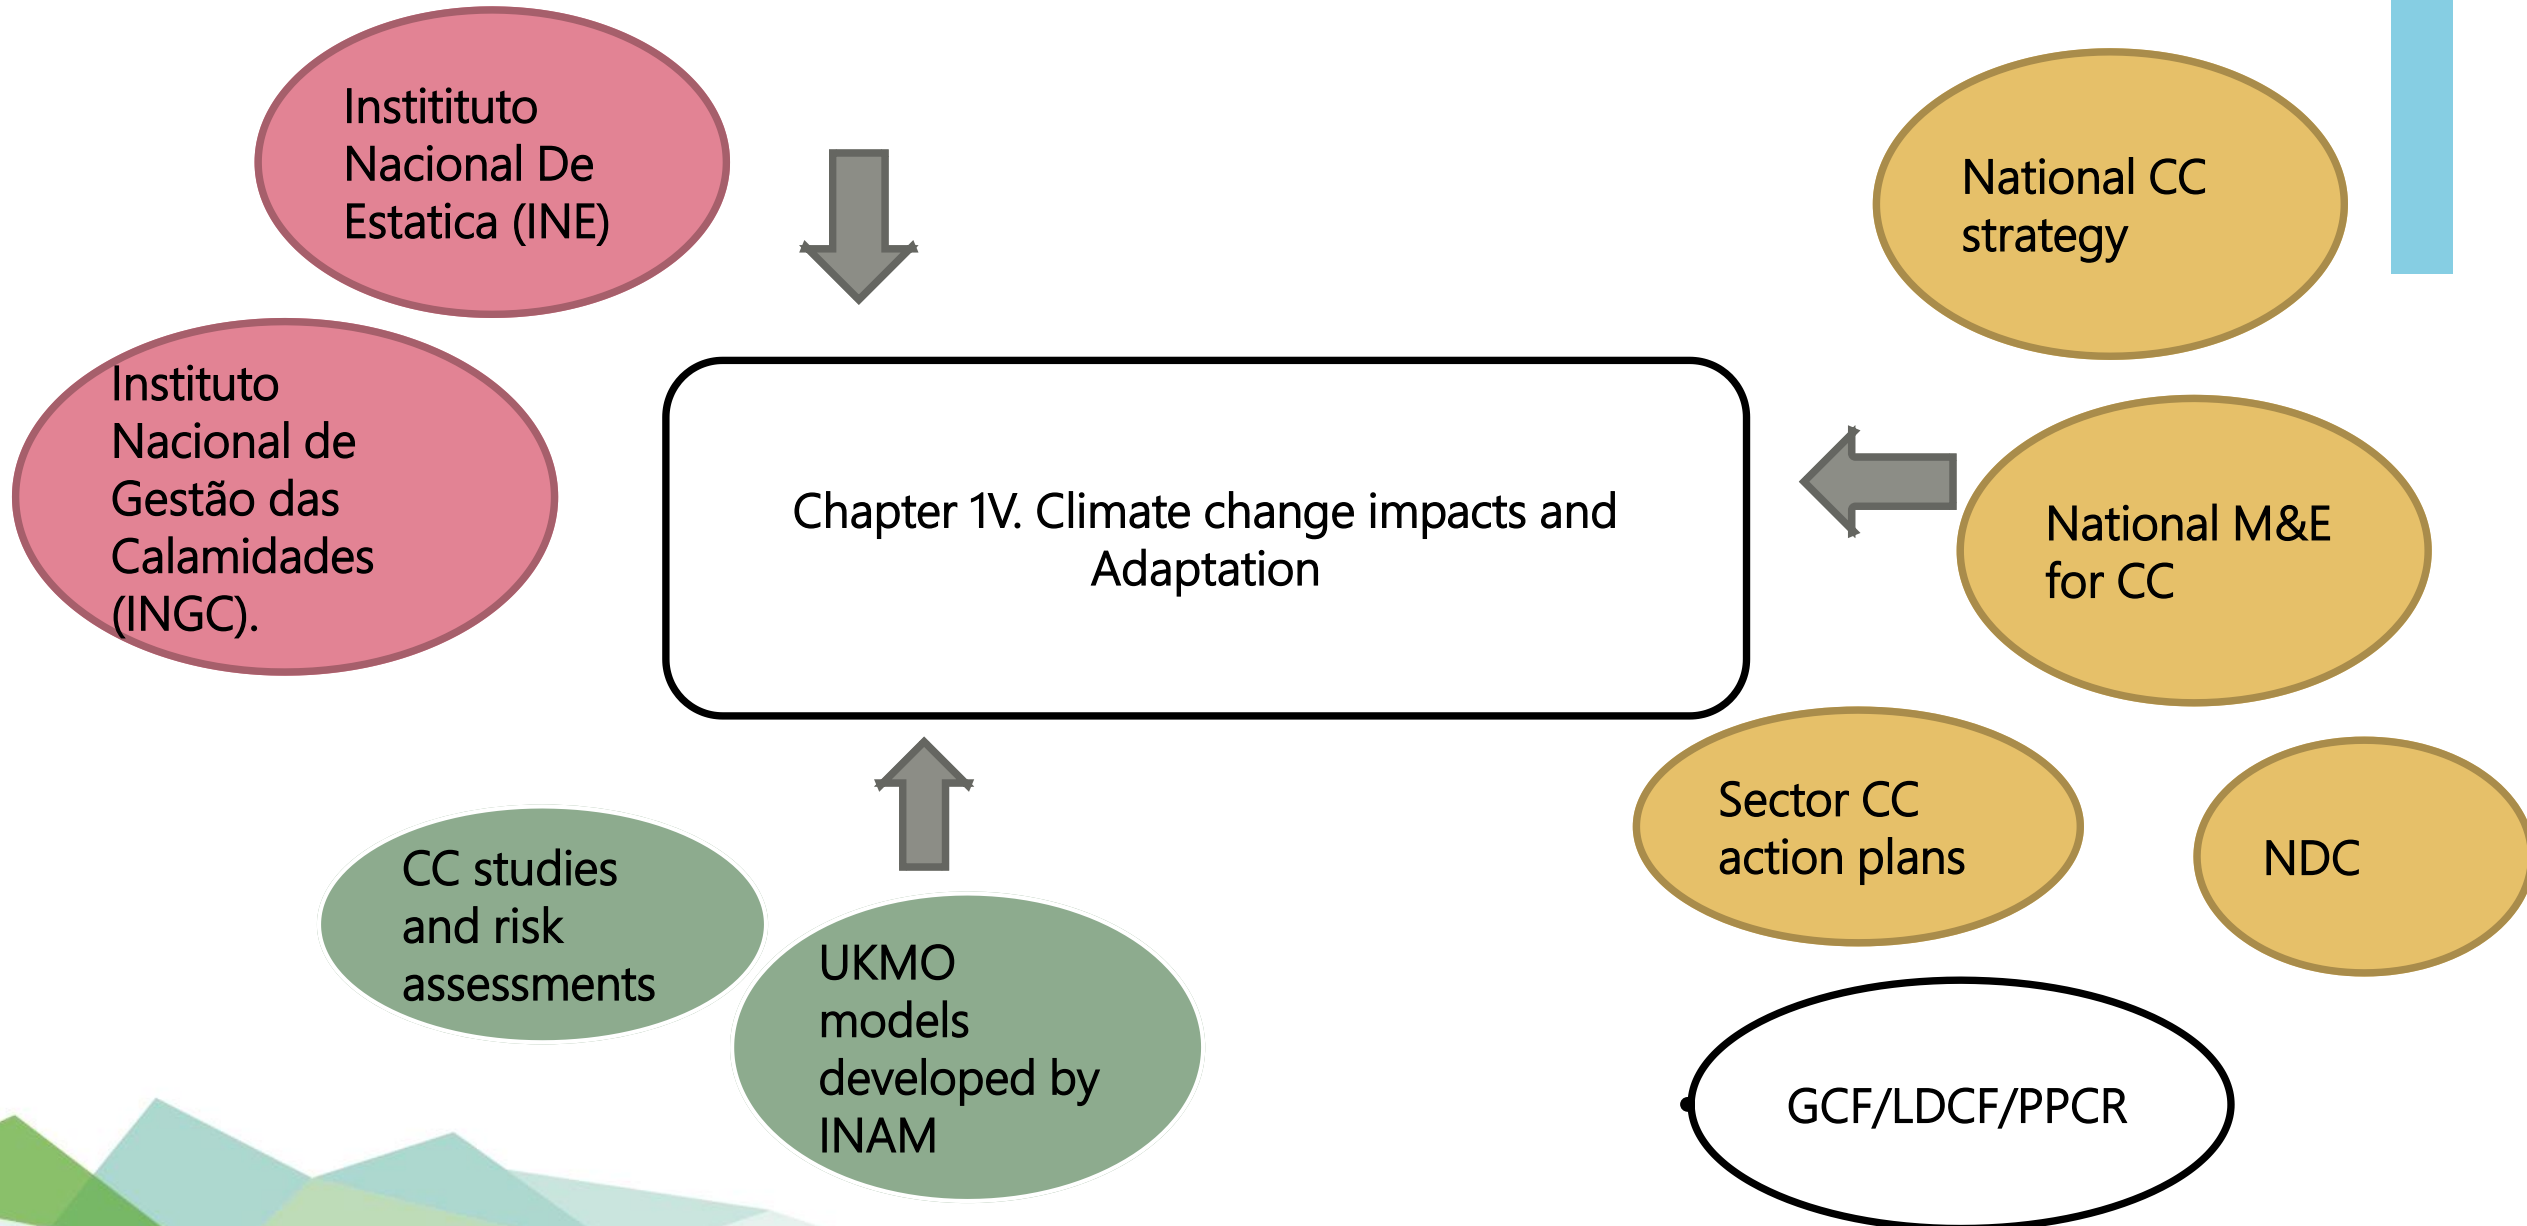 Institituto
Nacional De
Estatica (INE)
Instituto
Nacional de
Gestão das
Calamidades
(INGC).
Chapter 1V. Climate change impacts and
Adaptation
National CC
strategy
National M&E
for CC
Sector CC
action plans
NDC
CC studies
and risk
assessments
UKMO
models
developed by
INAM
GCF/LDCF/PPCR